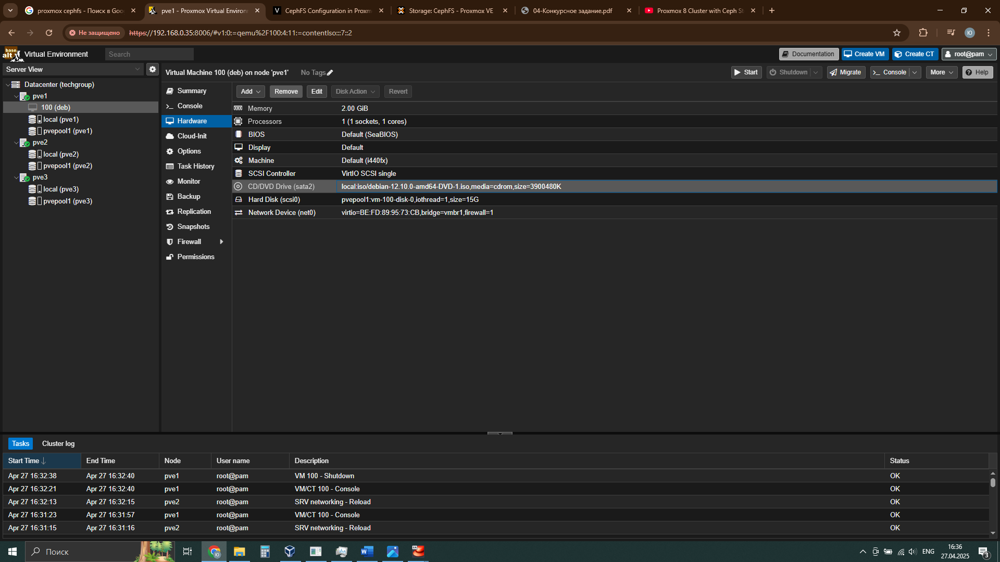 proxmox cephfs - Поиск в Goo
pve1 - Proxmox Virtual Environ
CephFS Configuration in Proxm
Storage: CephFS - Proxmox VE
04-Конкурсное задание.pdf
Proxmox 8 Cluster with Ceph St
Не защищено
https://192.168.0.35:8006/#v1:0:=qemu%2F100:4:11:=contentIso:::7::2
Ю
base
alt
Virtual Environment
Search
Documentation
Create VM
Create CT
root@pam
Server View
Virtual Machine 100 (deb) on node 'pve1'
No Tags
Start
Shutdown
Migrate
Console
More
Help
Datacenter (techgroup)
pve1
100 (deb)
local (pve1)
pvepool1 (pve1)
pve2
local (pve2)
pvepool1 (pve2)
pve3
local (pve3)
pvepool1 (pve3)
Summary
Console
Hardware
Cloud-Init
Options
Task History
Monitor
Backup
Replication
Snapshots
Firewall
Permissions
Add
Remove
Edit
Disk Action
Revert
Memory 2.00 GiB
Processors 1 (1 sockets, 1 cores)
BIOS Default (SeaBIOS)
Display Default
Machine Default (i440fx)
SCSI Controller VirtIO SCSI single
CD/DVD Drive (sata2) local:iso/debian-12.10.0-amd64-DVD-1.iso,media=cdrom,size=3900480K
Hard Disk (scsi0) pvepool1:vm-100-disk-0,iothread=1,size=15G
Network Device (net0) virtio=BE:FD:89:95:73:CB,bridge=vmbr1,firewall=1
Tasks
Cluster log
Start Time End Time Node User name Description Status
Apr 27 16:32:38 Apr 27 16:32:40 pve1 root@pam VM 100 - Shutdown OK
Apr 27 16:32:21 Apr 27 16:32:40 pve1 root@pam VM/CT 100 - Console OK
Apr 27 16:32:13 Apr 27 16:32:15 pve2 root@pam SRV networking - Reload OK
Apr 27 16:31:23 Apr 27 16:31:57 pve1 root@pam VM/CT 100 - Console OK
Apr 27 16:31:15 Apr 27 16:31:16 pve2 root@pam SRV networking - Reload OK
Поиск
ENG
16:36
27.04.2025
3